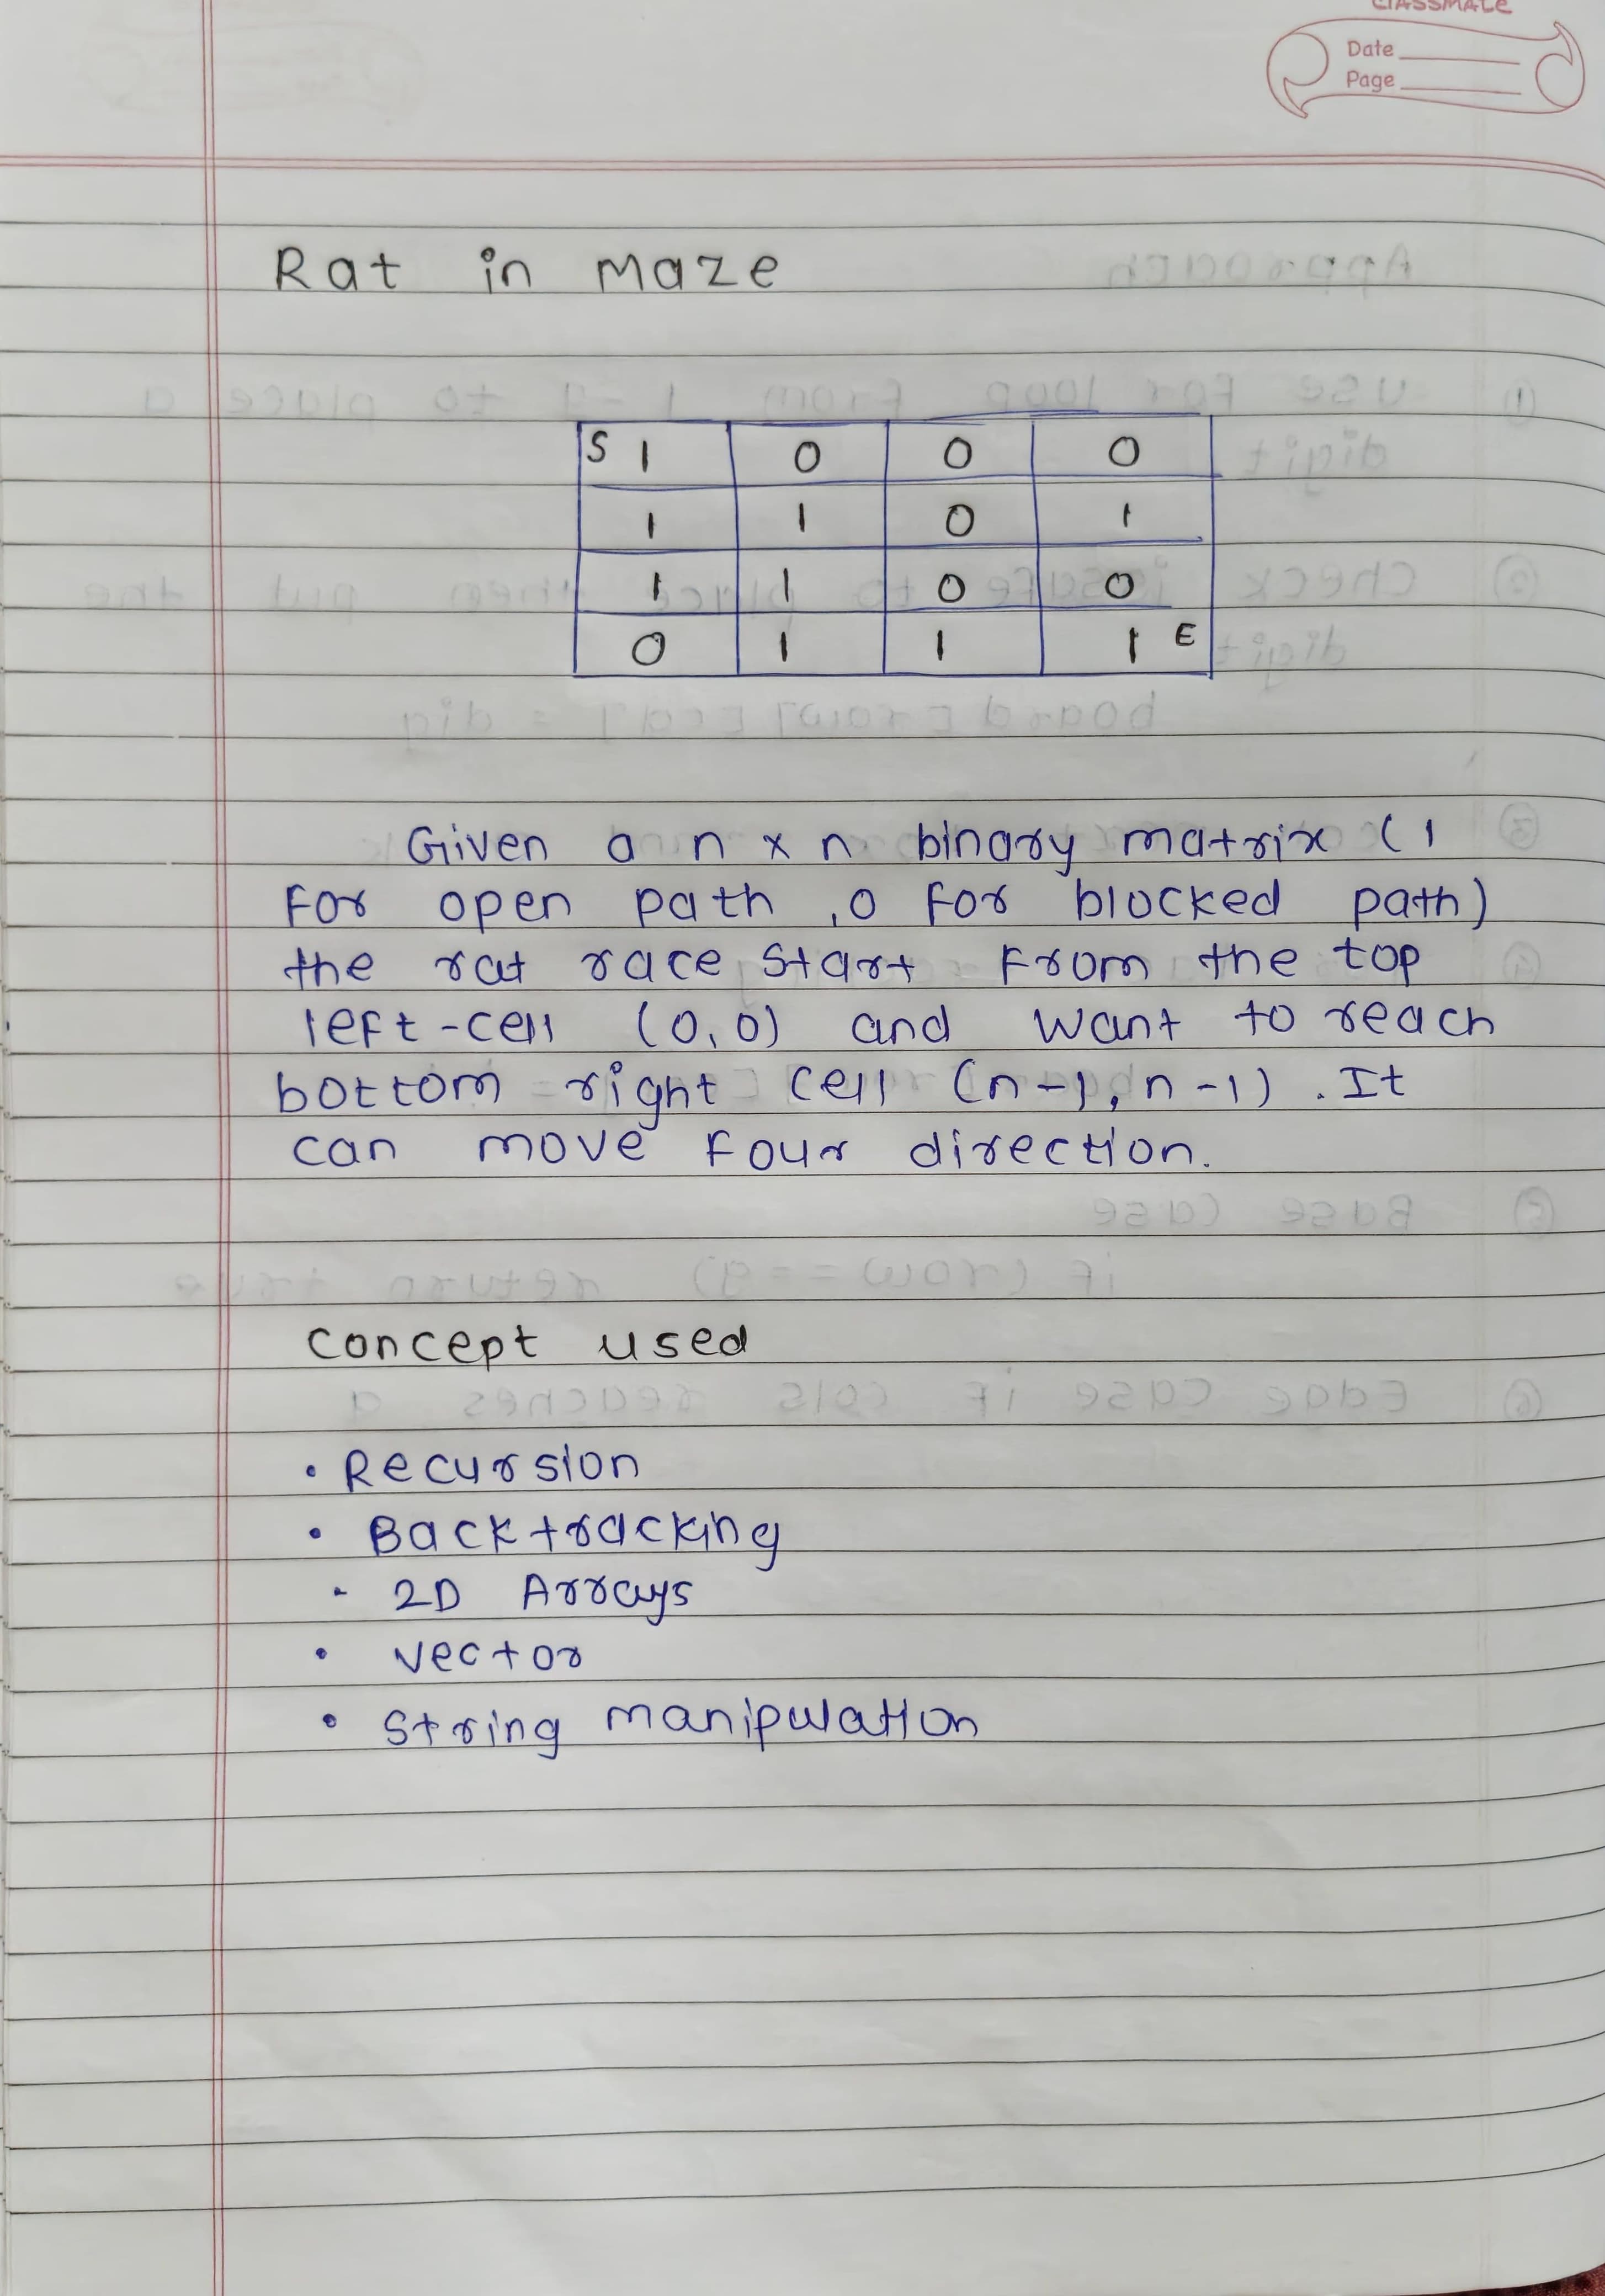 classmate
Date
Page
Rat in maze
S 1 0 0 0
1 1 0 1
1 1 0 0
0 1 1 1 E
Given a n x n binary matrix ( 1
for open path , 0 for blocked path)
the rat race start from the top
left-cell (0,0) and want to reach
bottom right cell (n-1, n-1) . It
can move four direction.
concept used
• Recursion
• Backtracking
• 2D Arrays
• vector
• string manipulation